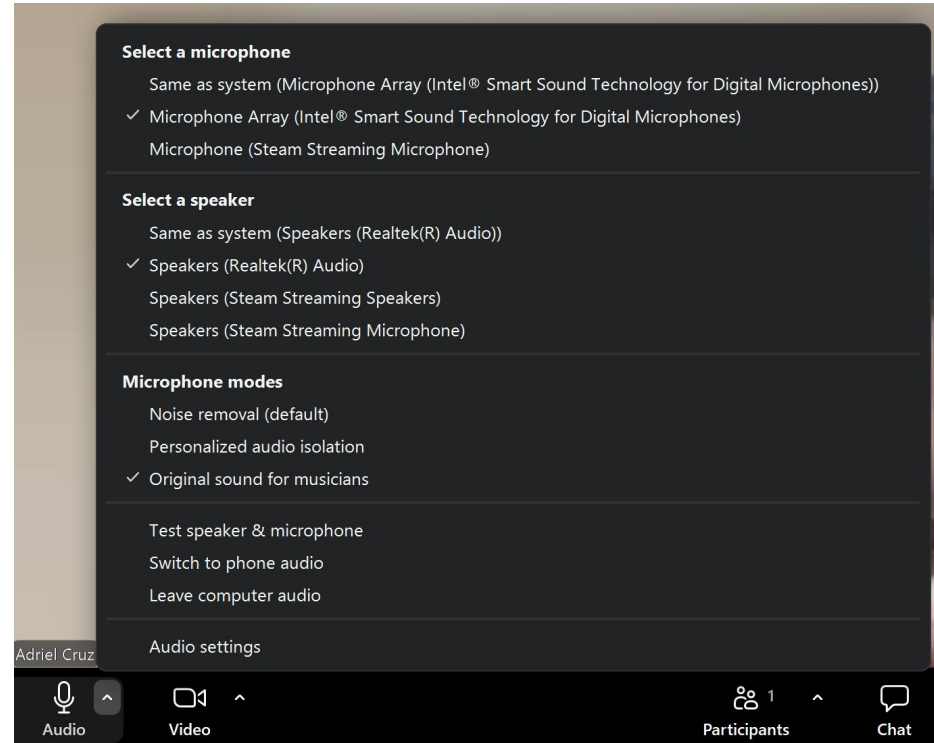 Select a microphone
Same as system (Microphone Array (Intel® Smart Sound Technology for Digital Microphones))
Microphone Array (Intel® Smart Sound Technology for Digital Microphones)
Microphone (Steam Streaming Microphone)
Select a speaker
Same as system (Speakers (Realtek(R) Audio))
Speakers (Realtek(R) Audio)
Speakers (Steam Streaming Speakers)
Speakers (Steam Streaming Microphone)
Microphone modes
Noise removal (default)
Personalized audio isolation
Original sound for musicians
Test speaker & microphone
Switch to phone audio
Leave computer audio
Audio settings
Adriel Cruz
1
Audio Video Participants Chat